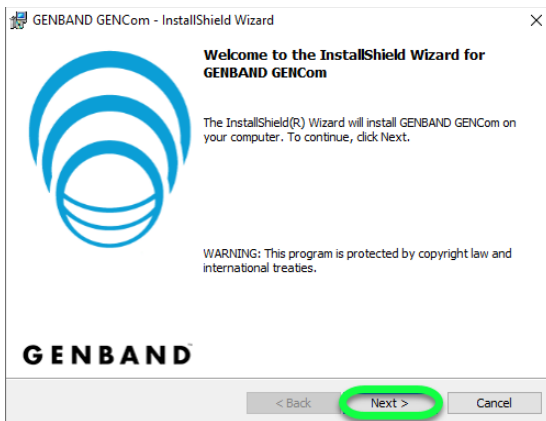 GENBAND GENCom - InstallShield Wizard
Welcome to the InstallShield Wizard for
GENBAND GENCom
The InstallShield(R) Wizard will install GENBAND GENCom on
your computer. To continue, click Next.
WARNING: This program is protected by copyright law and
international treaties.
GENBAND
< Back Next > Cancel